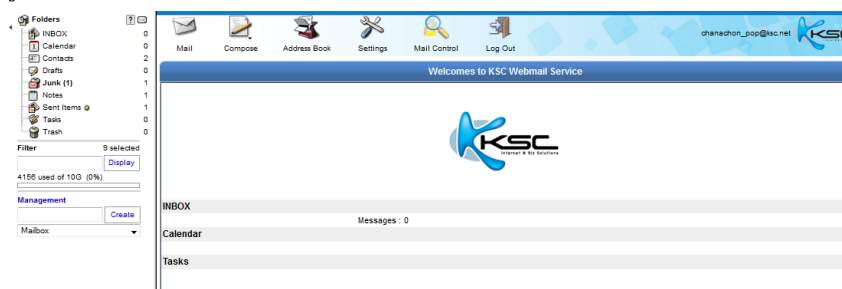 Folders ?
INBOX 0
Calendar 0
Contacts 2
Drafts 0
Junk (1) 1
Notes 1
Sent Items 1
Tasks 0
Trash 0
Filter 9 selected
Display
4156 used of 10G (0%)
Management
Create
Mailbox
Mail Compose Address Book Settings Mail Control Log Out
chanachon_pop@ksc.net
KSC
Welcomes to KSC Webmail Service
KSC
Internet & Biz Solutions
INBOX
Messages : 0
Calendar
Tasks